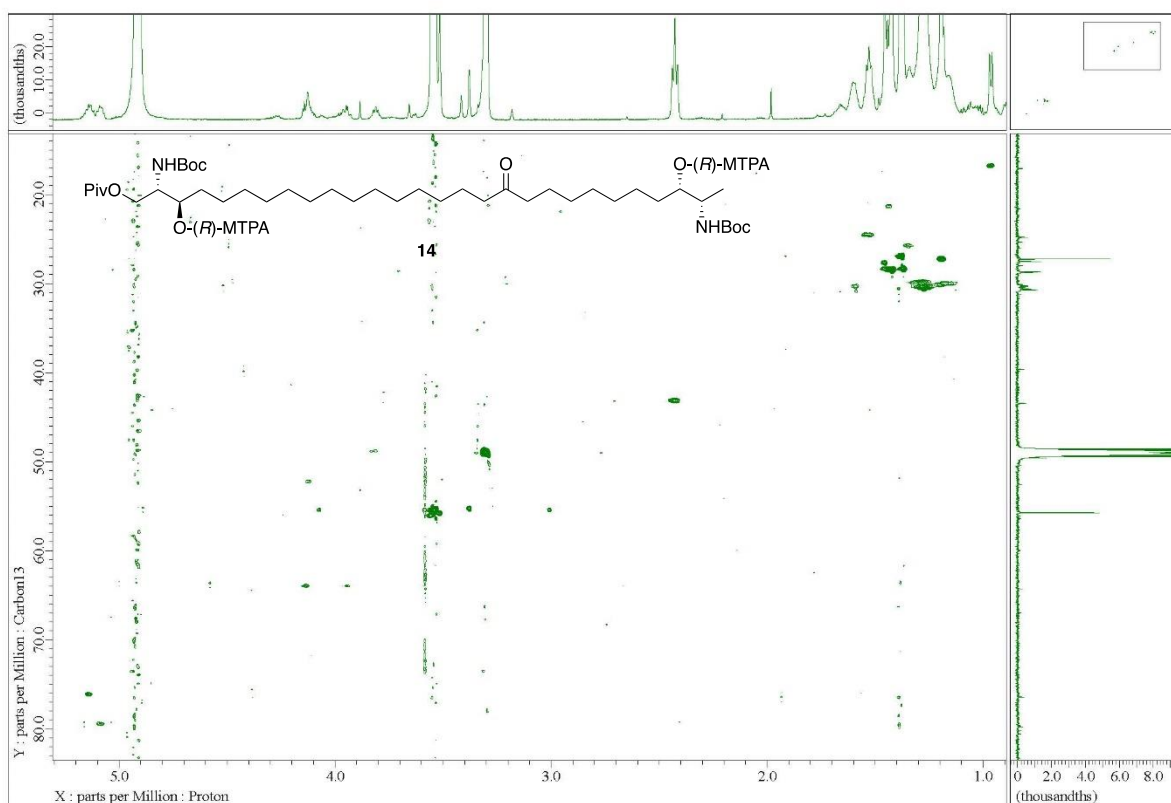 (thousandths)
0 10.0 20.0
NHBoc
O-(R)-MTPA
O
PivO
O-(R)-MTPA
NHBoc
14
Y : parts per Million : Carbon13
20.0
30.0
40.0
50.0
60.0
70.0
80.0
5.0 4.0 3.0 2.0 1.0
X : parts per Million : Proton
0 2.0 4.0 6.0 8.0
(thousandths)